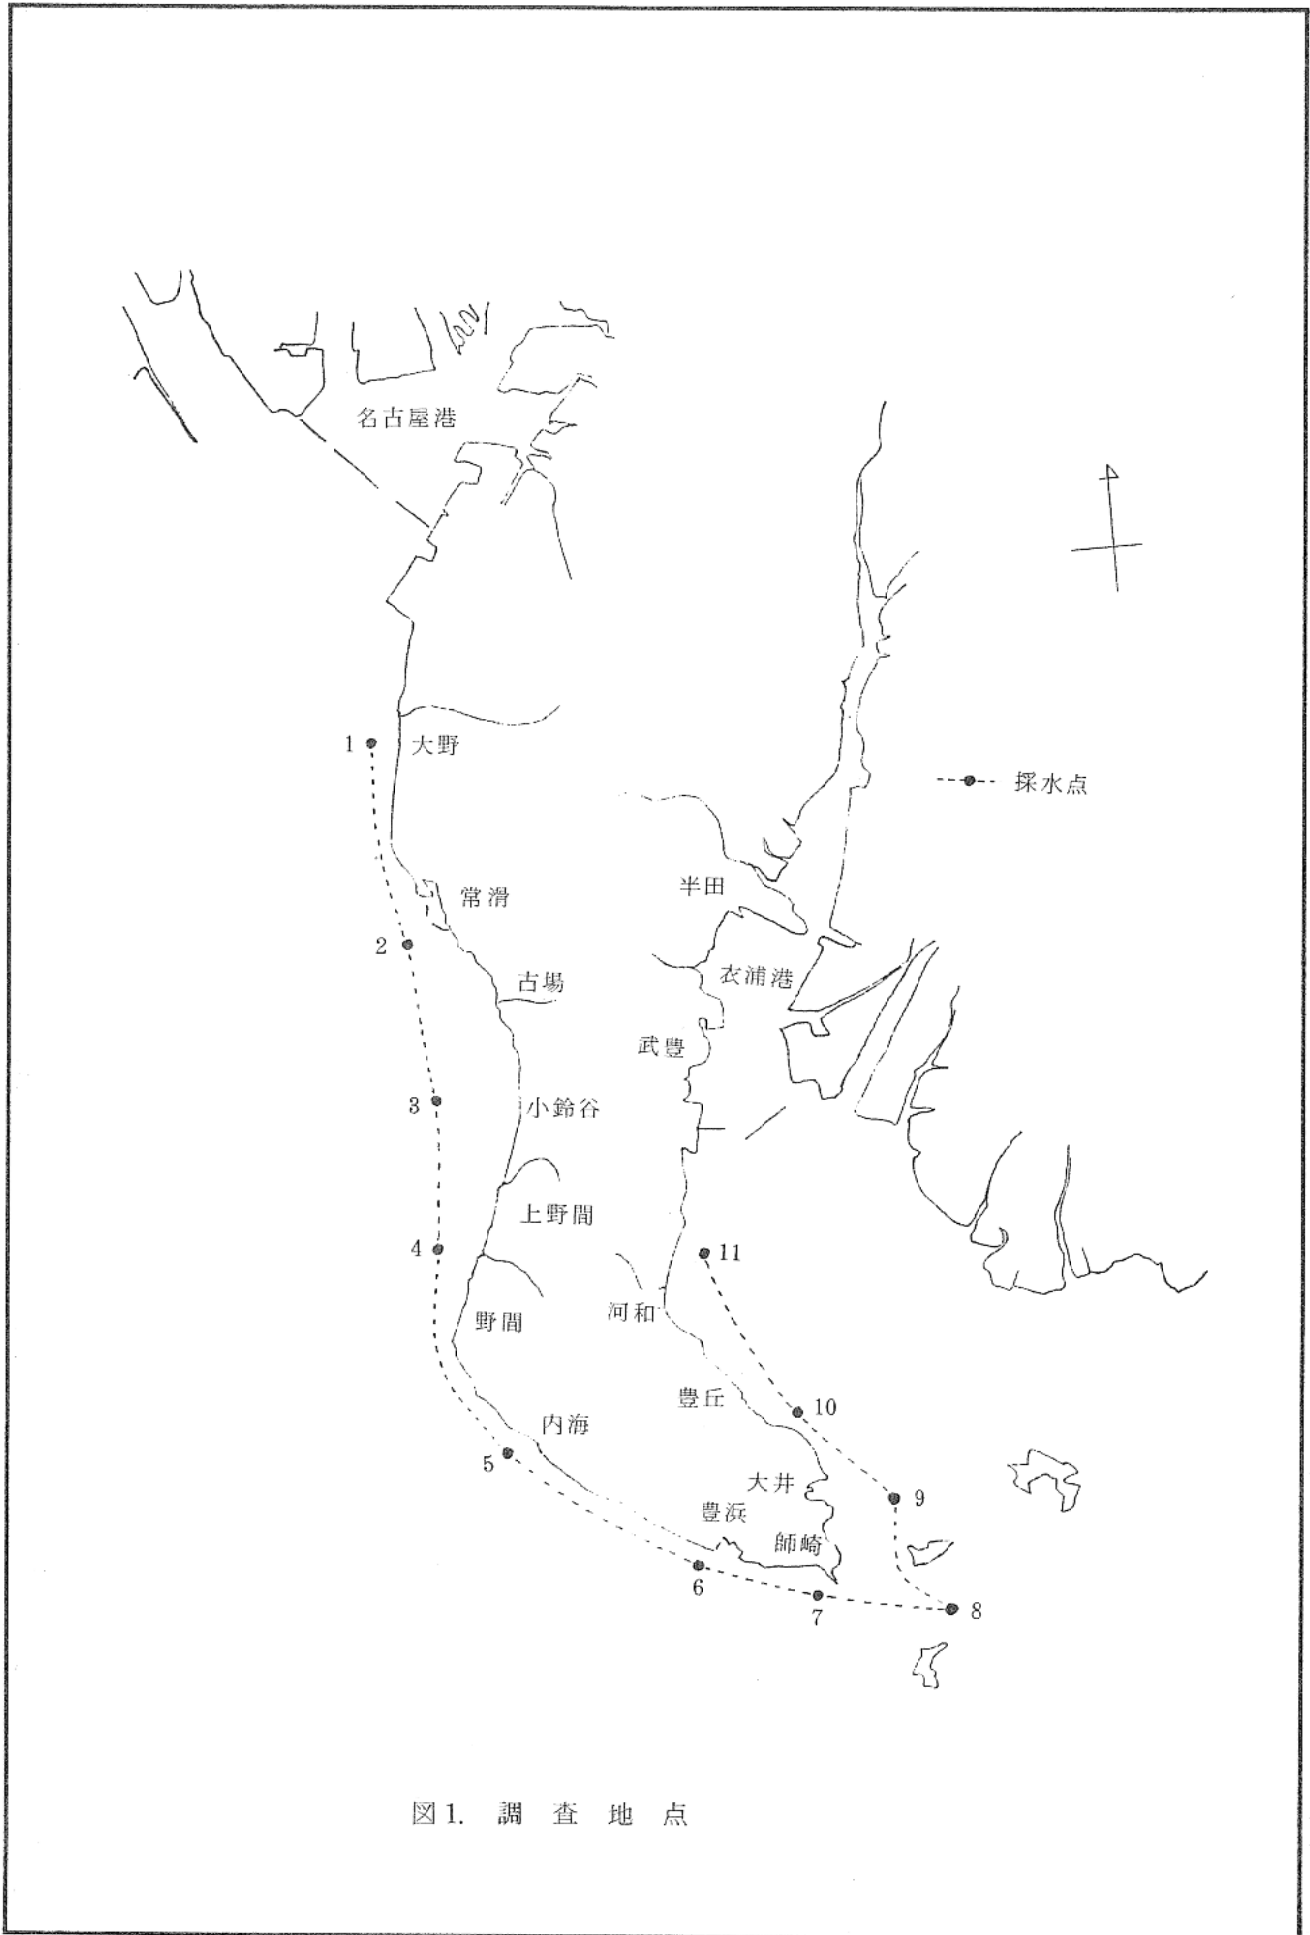 名古屋港
1
大野
採水点
半田
常滑
2
古場
衣浦港
武豊
3
小鈴谷
上野間
4
11
河和
野間
豊丘
10
内海
5
大井
9
豊浜
師崎
6
7
8
図1. 調査地点